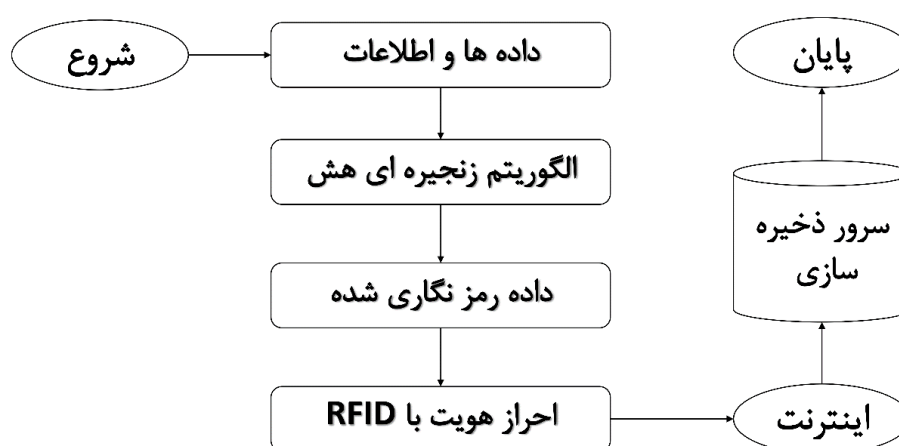 شروع
داده ها و اطلاعات
الگوریتم زنجیره ای هش
داده رمز نگاری شده
احراز هویت با RFID
اینترنت
سرور ذخیره
سازی
پایان